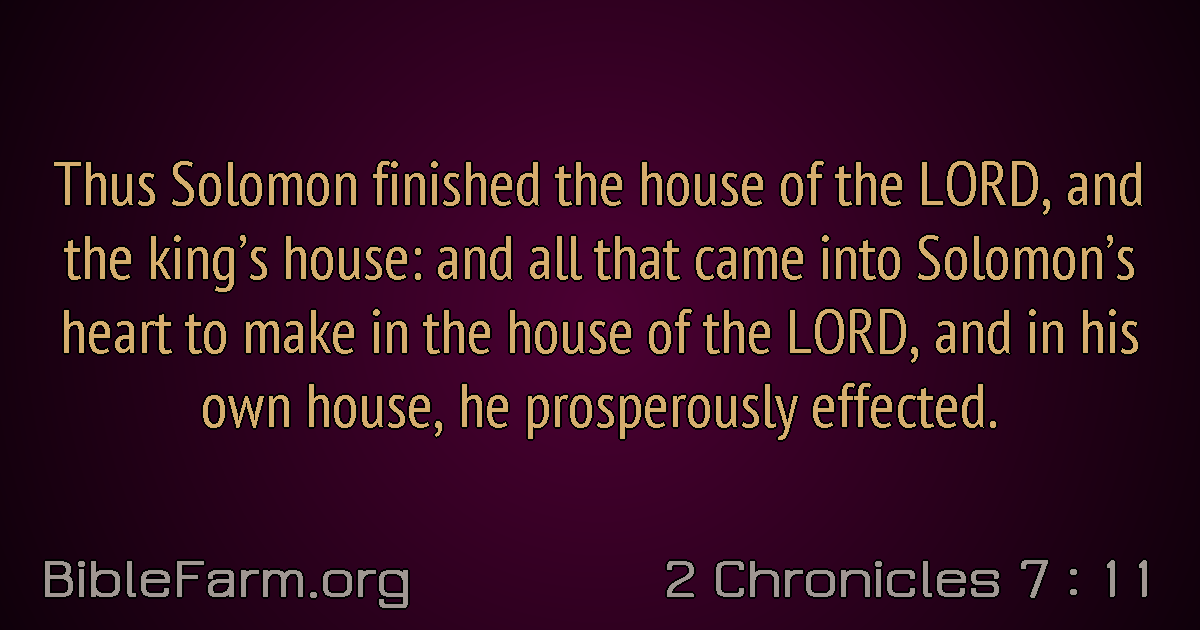 Thus Solomon finished the house of the LORD, and
the king’s house: and all that came into Solomon’s
heart to make in the house of the LORD, and in his
own house, he prosperously effected.
BibleFarm.org
2 Chronicles 7 : 11